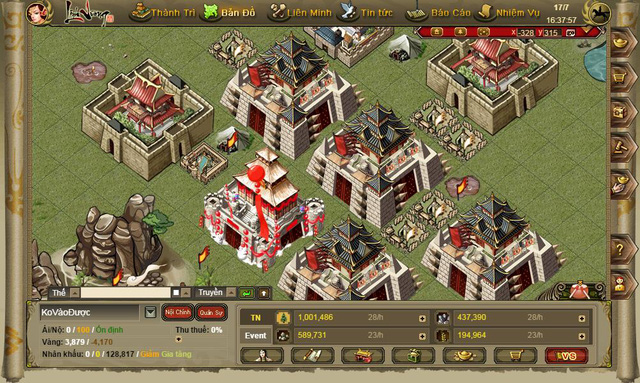 Thành Trì Bản Đồ Liên Minh Tin tức Báo Cáo Nhiệm Vụ 17/7
16:37:57
x -328 y 315
Thế Truyền
KoVàoĐược Nội Chính Quân Sự
Ái/Nộ: 0 / 100 / Ổn định Thu thuế: 0%
Vàng: 3,879 / -4,170
Nhân khẩu: 0 / 0 / 128,817 / Giảm Gia tăng
TN 1,001,486 28/h 437,390 28/h
Event 589,731 23/h 194,964 23/h